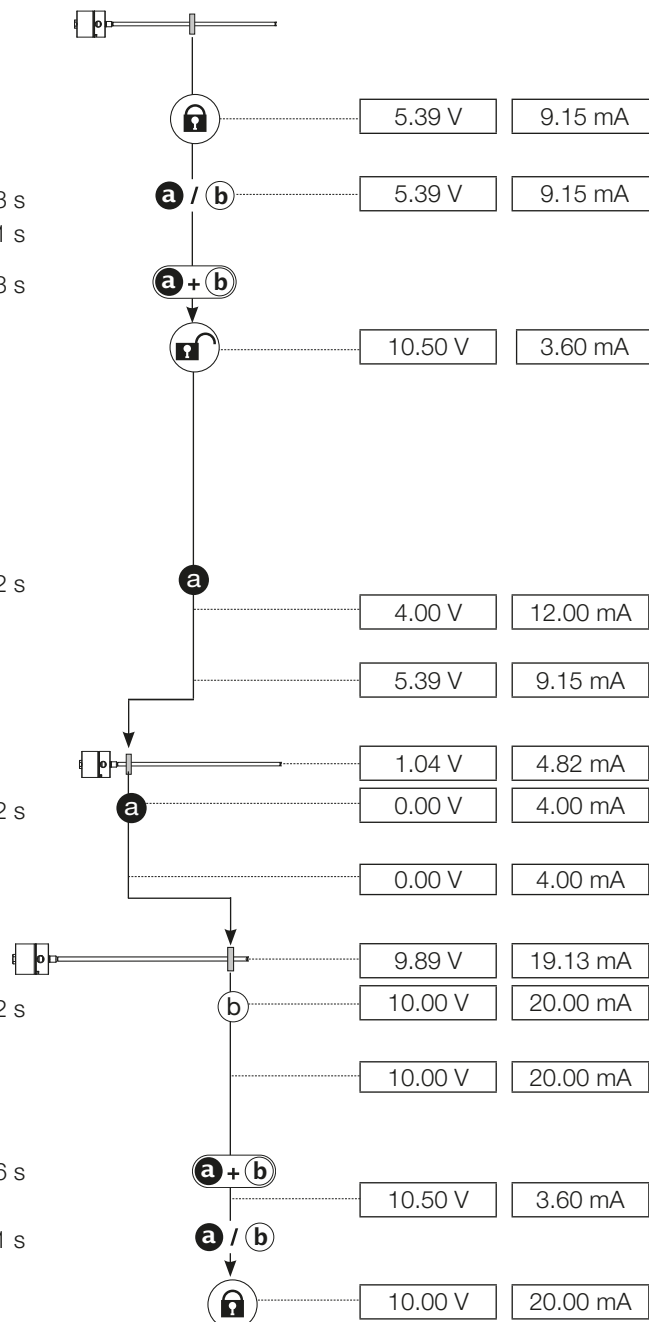 5.39 V 9.15 mA
3 s a / b 5.39 V 9.15 mA
1 s
3 s a + b
10.50 V 3.60 mA
2 s a
4.00 V 12.00 mA
5.39 V 9.15 mA
1.04 V 4.82 mA
2 s a 0.00 V 4.00 mA
0.00 V 4.00 mA
9.89 V 19.13 mA
2 s b 10.00 V 20.00 mA
10.00 V 20.00 mA
6 s a + b
10.50 V 3.60 mA
1 s a / b
10.00 V 20.00 mA